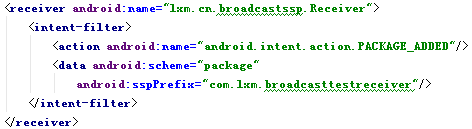 <receiver android:name="lxm.cn.broadcastssp.Receiver">
<intent-filter>
<action android:name="android.intent.action.PACKAGE_ADDED"/>
<data android:scheme="package"
android:sspPrefix="com.lxm.broadcasttestreceiver"/>
</intent-filter>
</receiver>